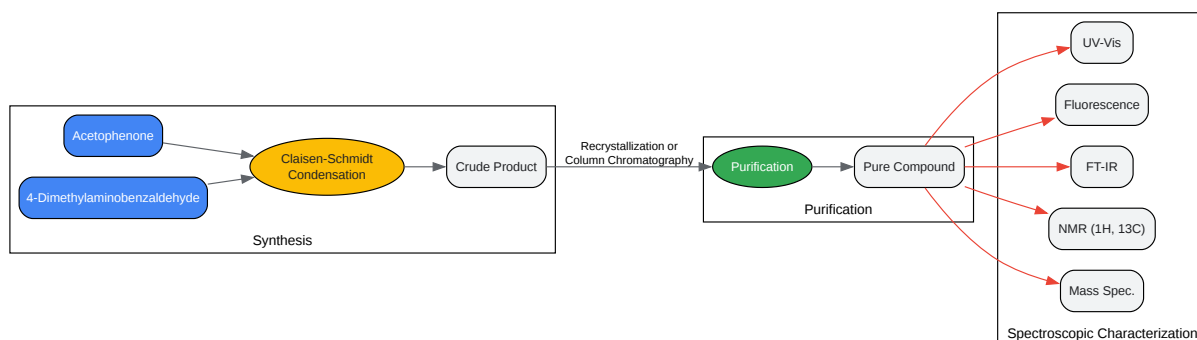 Acetophenone
4-Dimethylaminobenzaldehyde
Claisen-Schmidt
Condensation
Crude Product
Synthesis
Recrystallization or
Column Chromatography
Purification
Pure Compound
Purification
UV-Vis
Fluorescence
FT-IR
NMR (1H, 13C)
Mass Spec.
Spectroscopic Characterization